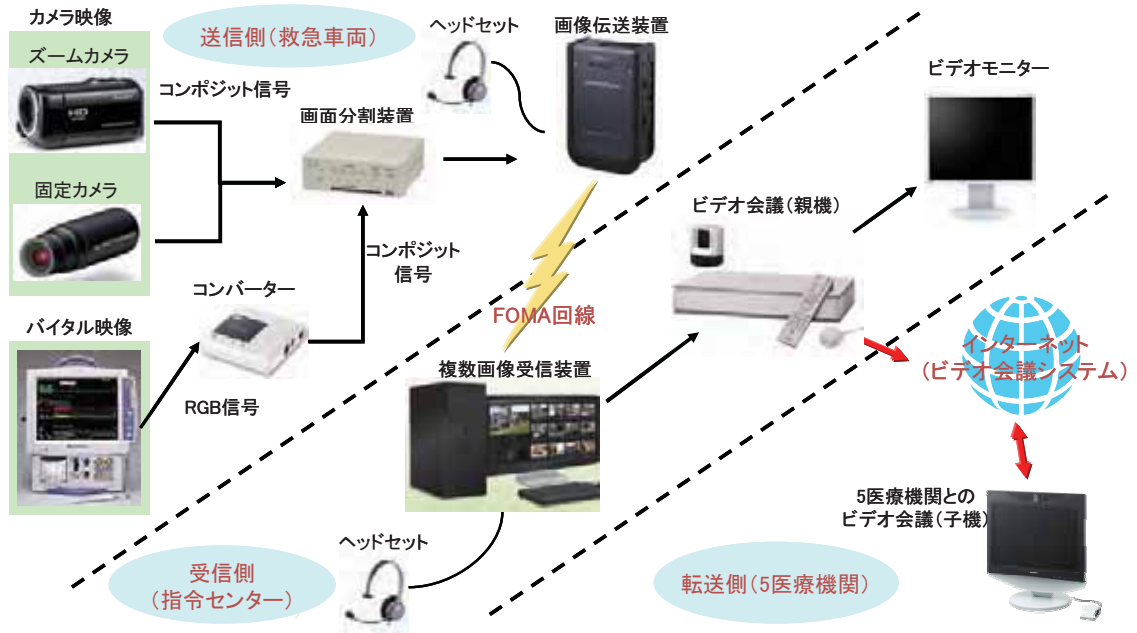 カメラ映像
ズームカメラ
固定カメラ
バイタル映像
送信側(救急車両)
コンポジット信号
画面分割装置
ヘッドセット
画像伝送装置
コンポジット
信号
コンバーター
RGB信号
FOMA回線
複数画像受信装置
ヘッドセット
受信側
(指令センター)
ビデオ会議(親機)
ビデオモニター
インターネット
(ビデオ会議システム)
5医療機関との
ビデオ会議(子機)
転送側(5医療機関)